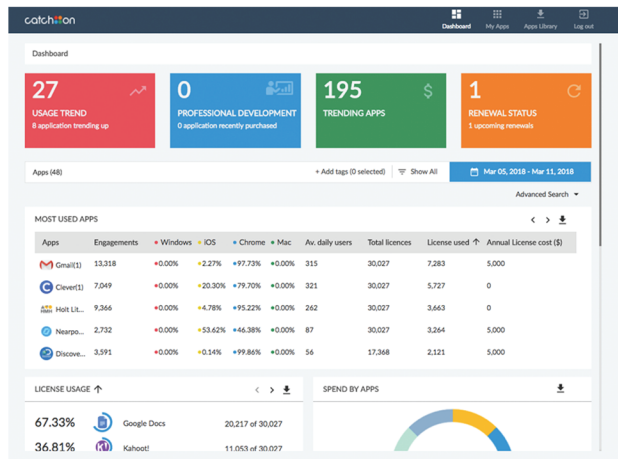 catch on
Dashboard
My Apps
Apps Library
Log out
Dashboard
27
USAGE TREND
8 application trending up
0
PROFESSIONAL DEVELOPMENT
0 application recently purchased
195
TRENDING APPS
$
1
RENEWAL STATUS
1 upcoming renewals
Apps (48)
+ Add tags (0 selected)
Show All
Mar 05, 2018 - Mar 11, 2018
Advanced Search
MOST USED APPS
Apps Engagements Windows iOS Chrome Mac Av. daily users Total licences License used Annual License cost ($)
Gmail(1) 13,318 0.00% 2.27% 97.73% 0.00% 315 30,027 7,283 5,000
Clever(1) 7,049 0.00% 20.30% 79.70% 0.00% 321 30,027 5,727 0
Holt Lit... 9,366 0.00% 4.78% 95.22% 0.00% 262 30,027 3,663 0
Nearpo... 2,732 0.00% 53.62% 46.38% 0.00% 87 30,027 3,264 5,000
Discove... 3,591 0.00% 0.14% 99.86% 0.00% 56 17,368 2,121 5,000
LICENSE USAGE
67.33% Google Docs 20,217 of 30,027
36.81% Kahoot! 11,053 of 30,027
SPEND BY APPS